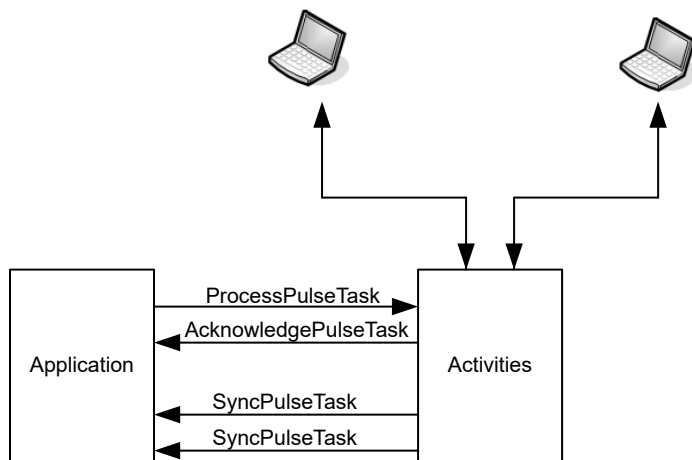 ProcessPulseTask
AcknowledgePulseTask
Application
Activities
SyncPulseTask
SyncPulseTask